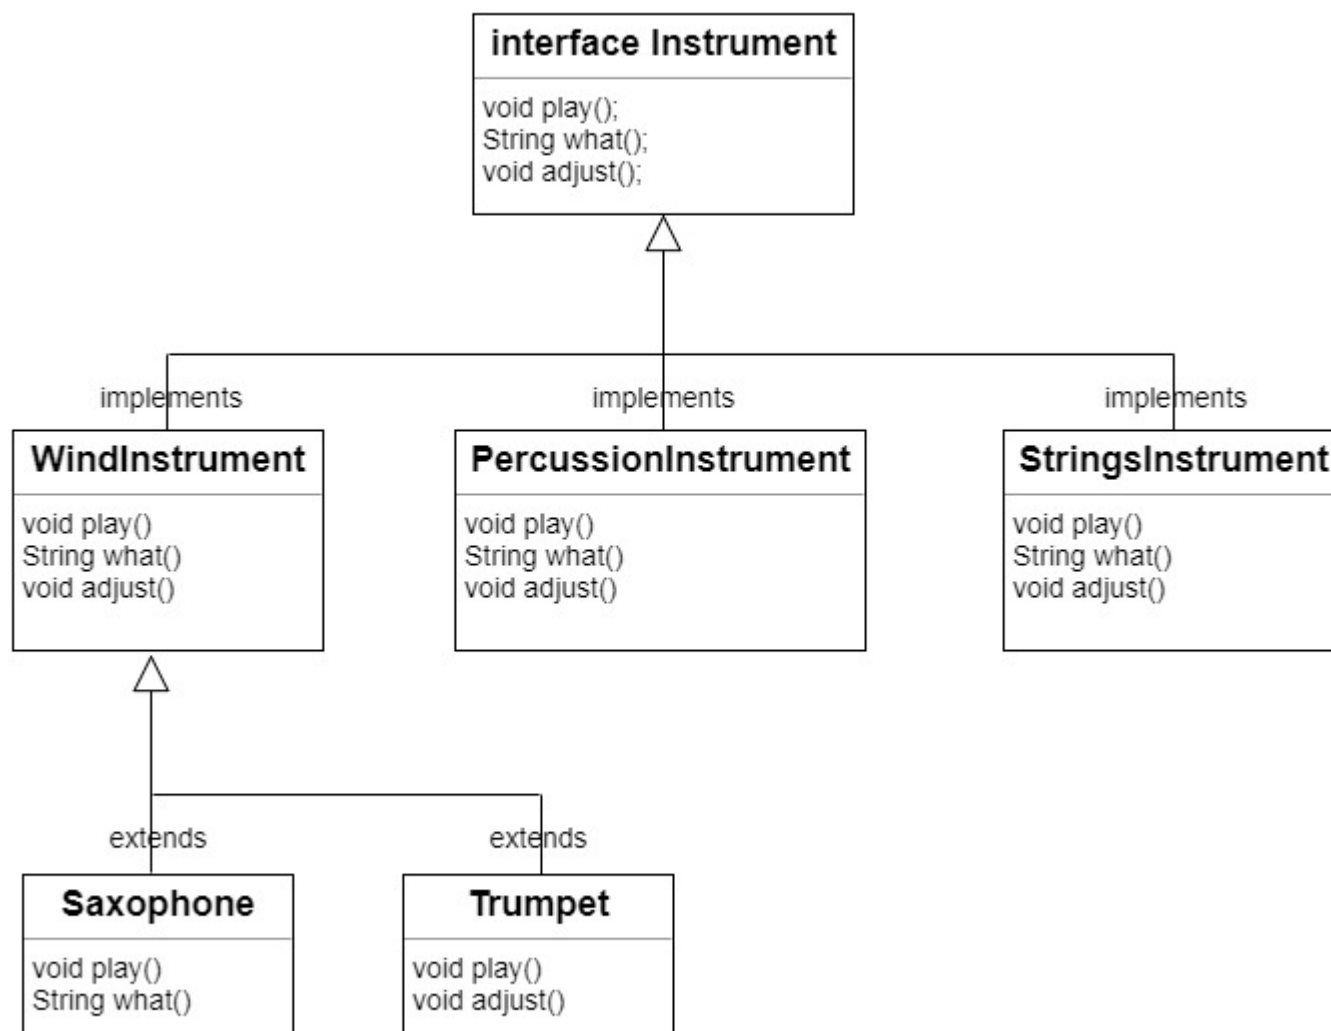 interface Instrument
void play();
String what();
void adjust();
implements
implements
implements
WindInstrument
void play()
String what()
void adjust()
PercussionInstrument
void play()
String what()
void adjust()
StringsInstrument
void play()
String what()
void adjust()
extends
extends
Saxophone
void play()
String what()
Trumpet
void play()
void adjust()